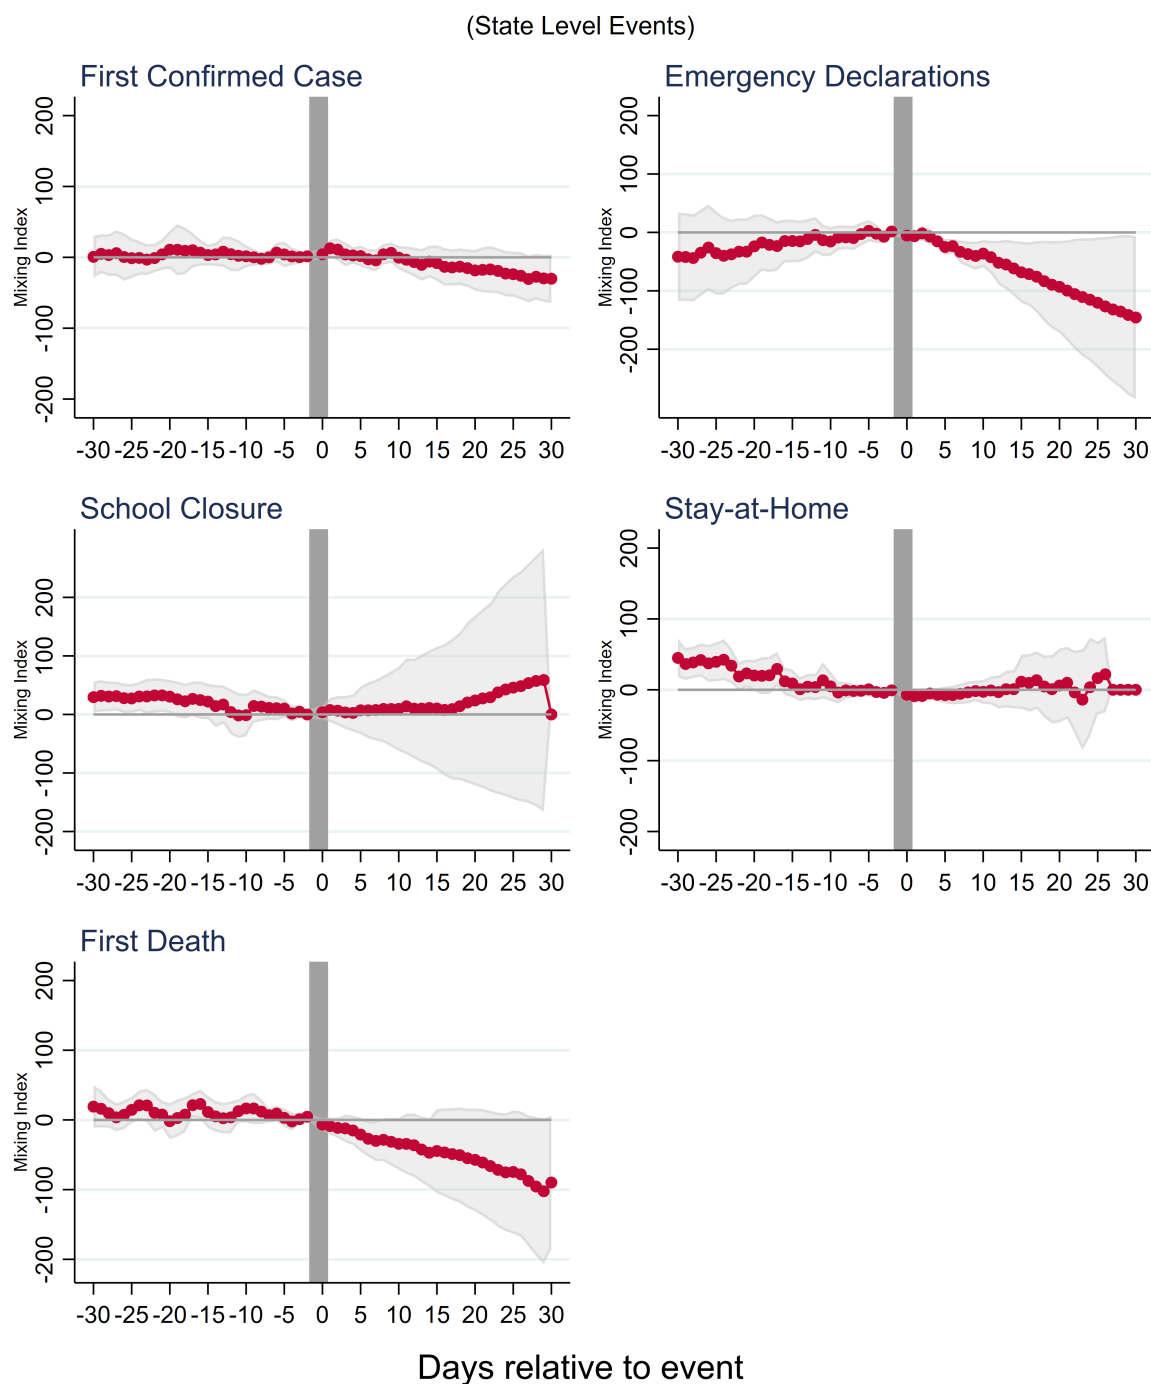 (State Level Events)
First Confirmed Case
Mixing Index
200
100
0
-100
-200
-30 -25 -20 -15 -10 -5 0 5 10 15 20 25 30
Emergency Declarations
Mixing Index
200
100
0
-100
-200
-30 -25 -20 -15 -10 -5 0 5 10 15 20 25 30
School Closure
Mixing Index
200
100
0
-100
-200
-30 -25 -20 -15 -10 -5 0 5 10 15 20 25 30
Stay-at-Home
Mixing Index
200
100
0
-100
-200
-30 -25 -20 -15 -10 -5 0 5 10 15 20 25 30
First Death
Mixing Index
200
100
0
-100
-200
-30 -25 -20 -15 -10 -5 0 5 10 15 20 25 30
Days relative to event